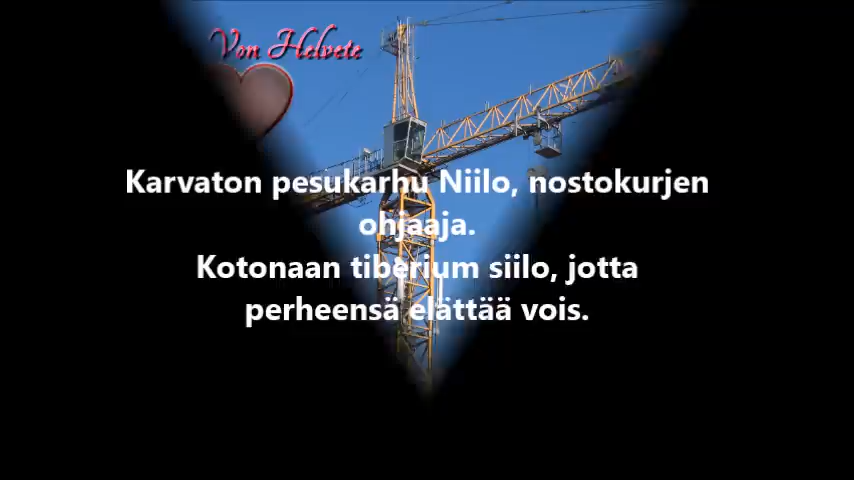 Von Helvete
Karvaton pesukarhu Niilo, nostokurjen
ohjaaja.
Kotonaan tiberium siilo, jotta
perheensä elättää vois.